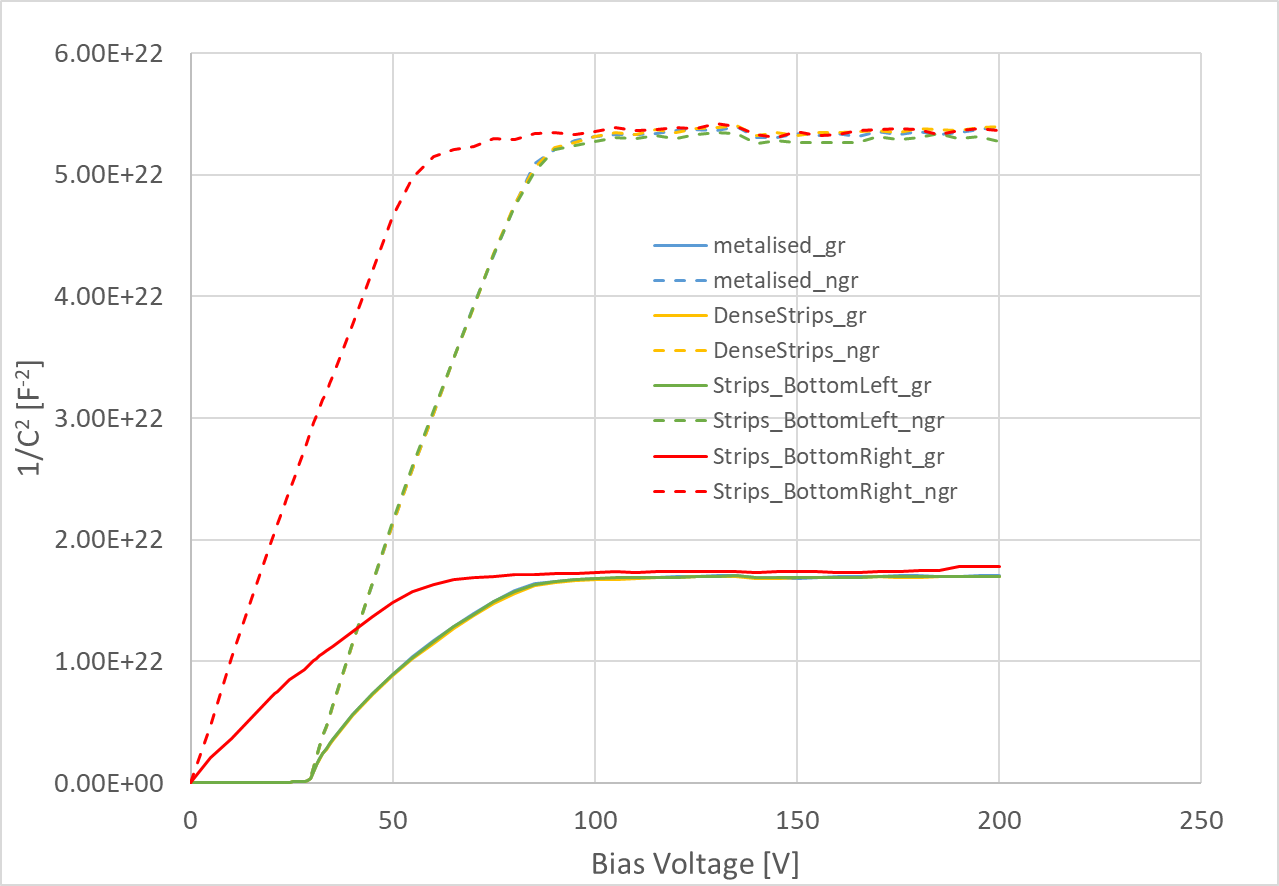 6.00E+22
5.00E+22
4.00E+22
3.00E+22
2.00E+22
1.00E+22
0.00E+00
1/C² [F⁻²]
metalised_gr
metalised_ngr
DenseStrips_gr
DenseStrips_ngr
Strips_BottomLeft_gr
Strips_BottomLeft_ngr
Strips_BottomRight_gr
Strips_BottomRight_ngr
0 50 100 150 200 250
Bias Voltage [V]